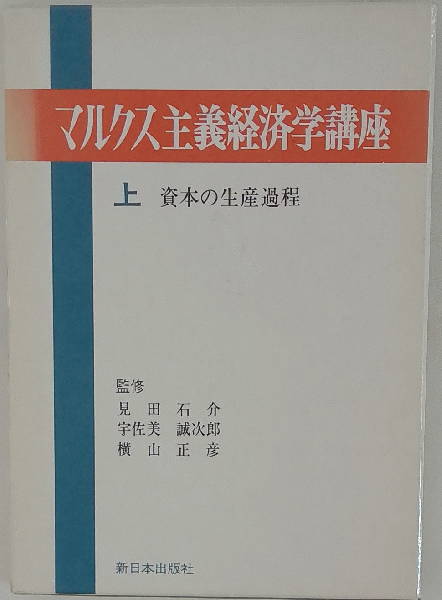 マルクス主義経済学講座
上 資本の生産過程
監修
見田石介
宇佐美誠次郎
横山正彦
新日本出版社